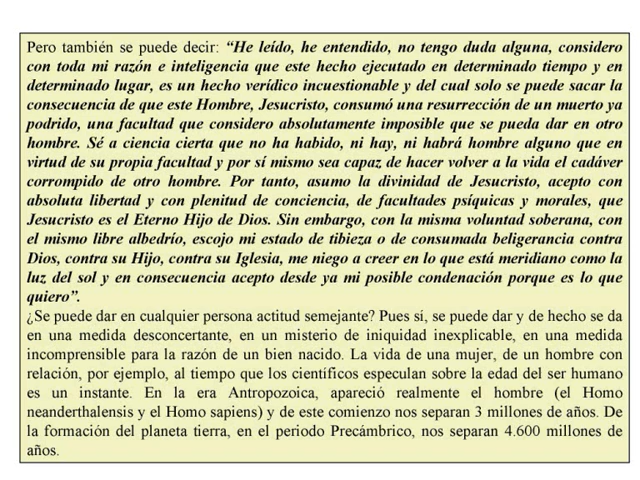 Pero también se puede decir: “He leído, he entendido, no tengo duda alguna, considero
con toda mi razón e inteligencia que este hecho ejecutado en determinado tiempo y en
determinado lugar, es un hecho verídico incuestionable y del cual solo se puede sacar la
consecuencia de que este Hombre, Jesucristo, consumó una resurrección de un muerto ya
podrido, una facultad que considero absolutamente imposible que se pueda dar en otro
hombre. Sé a ciencia cierta que no ha habido, ni hay, ni habrá hombre alguno que en
virtud de su propia facultad y por sí mismo sea capaz de hacer volver a la vida el cadáver
corrompido de otro hombre. Por tanto, asumo la divinidad de Jesucristo, acepto con
absoluta libertad y con plenitud de conciencia, de facultades psíquicas y morales, que
Jesucristo es el Eterno Hijo de Dios. Sin embargo, con la misma voluntad soberana, con
el mismo libre albedrío, escojo mi estado de tibieza o de consumada beligerancia contra
Dios, contra su Hijo, contra su Iglesia, me niego a creer en lo que está meridiano como la
luz del sol y en consecuencia acepto desde ya mi posible condenación porque es lo que
quiero”.
¿Se puede dar en cualquier persona actitud semejante? Pues sí, se puede dar y de hecho se da
en una medida desconcertante, en un misterio de iniquidad inexplicable, en una medida
incomprensible para la razón de un bien nacido. La vida de una mujer, de un hombre con
relación, por ejemplo, al tiempo que los científicos especulan sobre la edad del ser humano
es un instante. En la era Antropozoica, apareció realmente el hombre (el Homo
neanderthalensis y el Homo sapiens) y de este comienzo nos separan 3 millones de años. De
la formación del planeta tierra, en el periodo Precámbrico, nos separan 4.600 millones de
años.